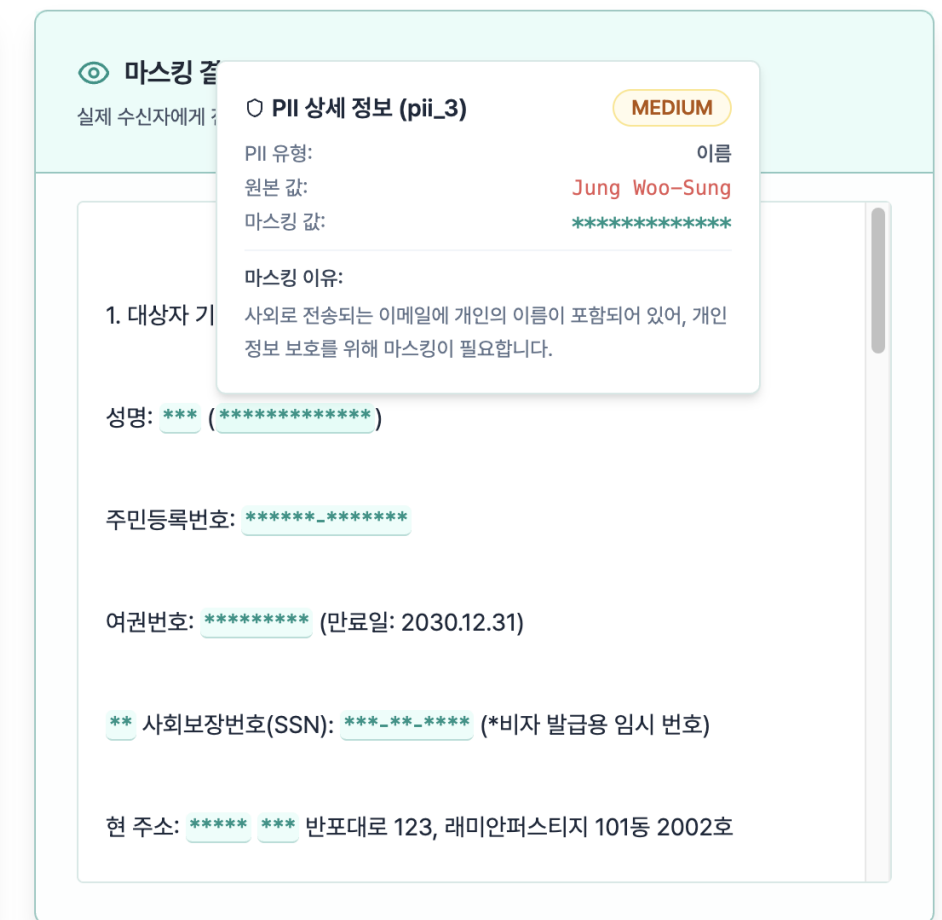 마스킹
실제 수신자에게
PII 상세 정보 (pii_3)
MEDIUM
PII 유형:
이름
원본 값:
Jung Woo-Sung
마스킹 값:
*************
마스킹 이유:
사외로 전송되는 이메일에 개인의 이름이 포함되어 있어, 개인
정보 보호를 위해 마스킹이 필요합니다.
1. 대상자 기
성명: *** (*************)
주민등록번호: ******-*******
여권번호: ********* (만료일: 2030.12.31)
** 사회보장번호(SSN): ***-**-**** (*비자 발급용 임시 번호)
현 주소: ***** *** 반포대로 123, 래미안퍼스티지 101동 2002호